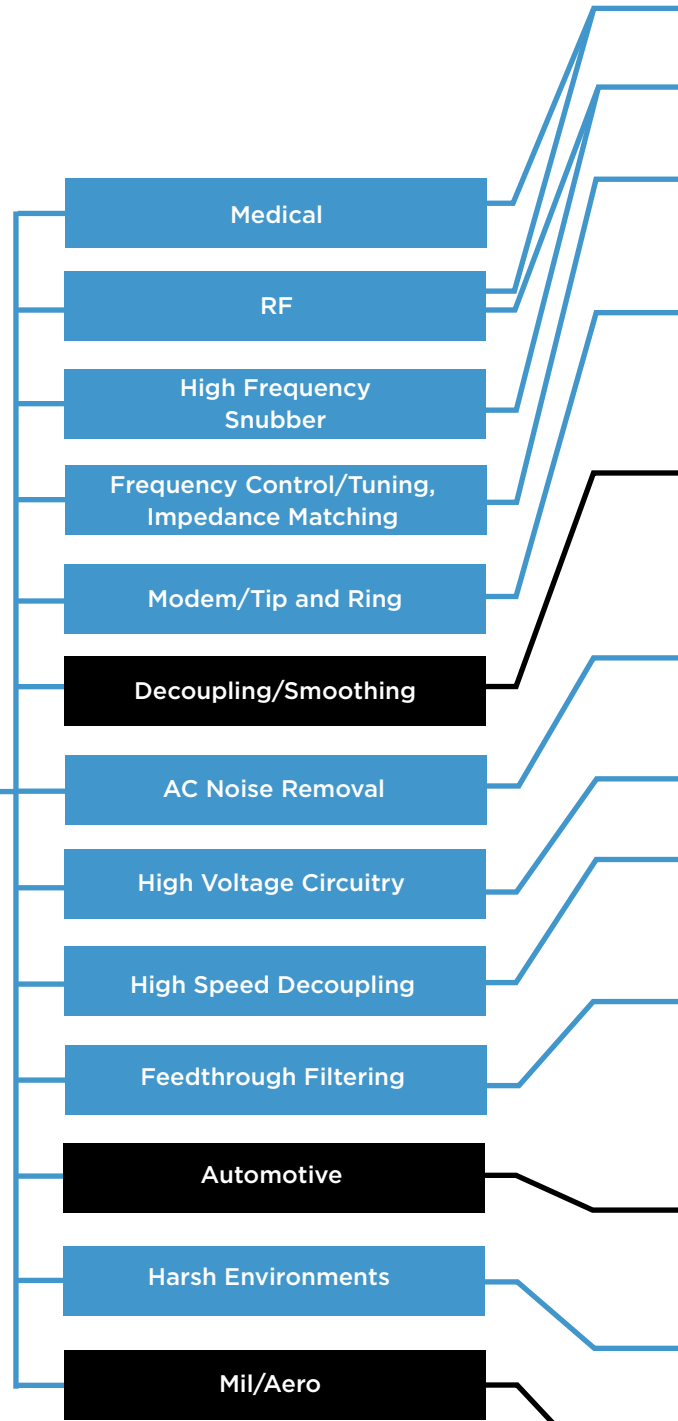 Medical
RF
High Frequency
Snubber
Frequency Control/Tuning,
Impedance Matching
Modem/Tip and Ring
Decoupling/Smoothing
AC Noise Removal
High Voltage Circuitry
High Speed Decoupling
Feedthrough Filtering
Automotive
Harsh Environments
Mil/Aero